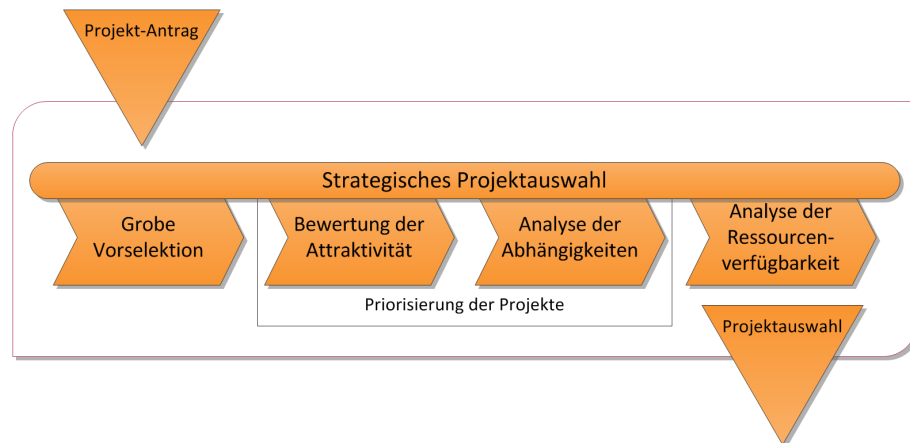 Projekt-Antrag
Strategisches Projektauswahl
Grobe
Vorselektion
Bewertung der
Attraktivität
Analyse der
Abhängigkeiten
Analyse der
Ressourcen-
verfügbarkeit
Priorisierung der Projekte
Projektauswahl